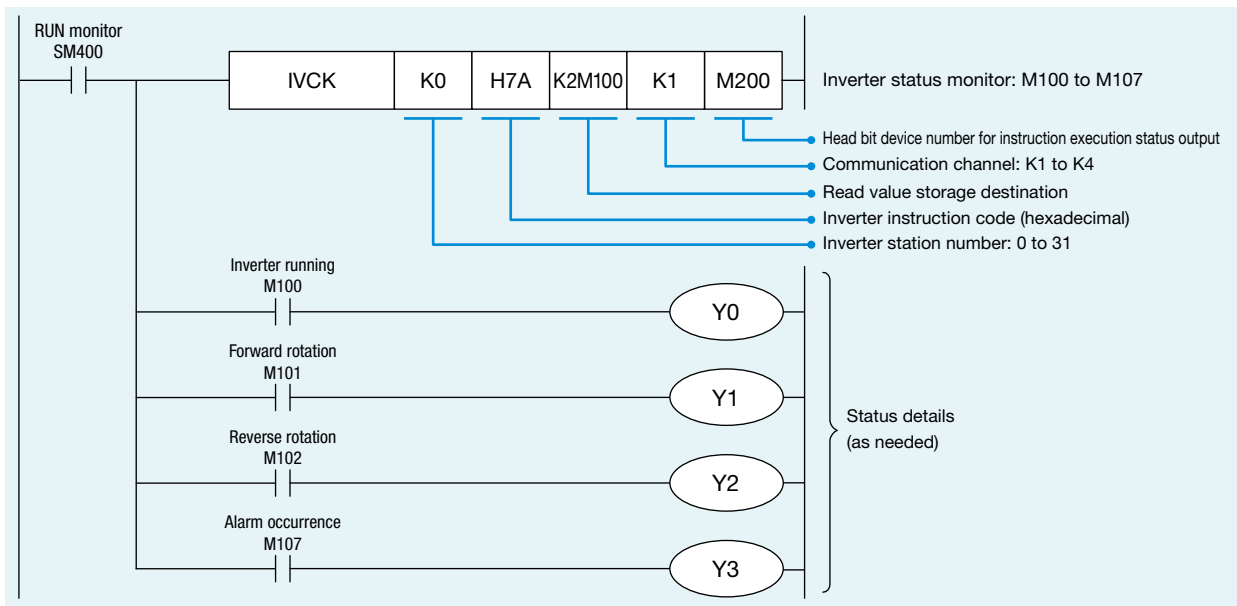 RUN monitor
SM400
IVCK K0 H7A K2M100 K1 M200
Inverter status monitor: M100 to M107
Head bit device number for instruction execution status output
Communication channel: K1 to K4
Read value storage destination
Inverter instruction code (hexadecimal)
Inverter station number: 0 to 31
Inverter running
M100
Y0
Forward rotation
M101
Y1
Reverse rotation
M102
Y2
Alarm occurrence
M107
Y3
Status details
(as needed)